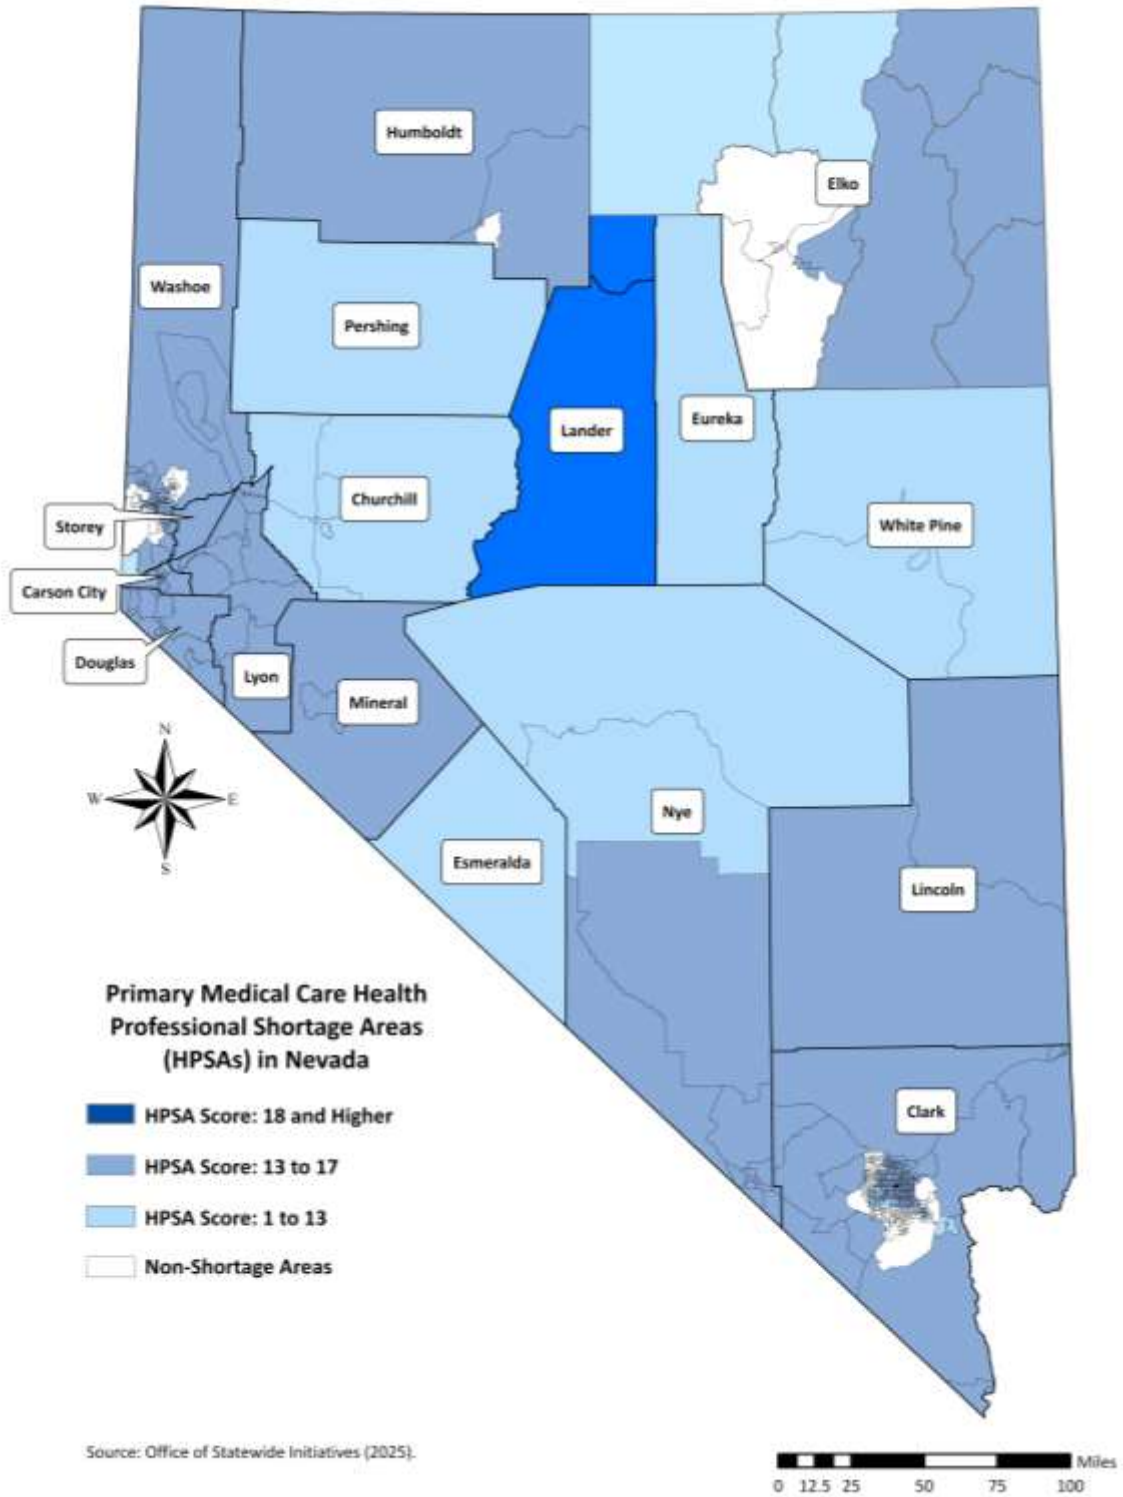 Humboldt
Elko
Washoe
Pershing
Lander
Eureka
Churchill
Storey
White Pine
Carson City
Douglas
Lyon
Mineral
N
W
E
S
Nye
Esmeralda
Lincoln
Primary Medical Care Health
Professional Shortage Areas
(HPSAs) in Nevada
Clark
HPSA Score: 18 and Higher
HPSA Score: 13 to 17
HPSA Score: 1 to 13
Non-Shortage Areas
Source: Office of Statewide Initiatives (2025).
Miles
0 12.5 25 50 75 100